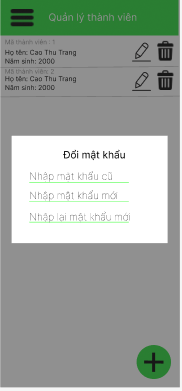 Quản lý thành viên
Mã thành viên : 1
Họ tên: Cao Thu Trang
Năm sinh: 2000
Mã thành viên: 2
Họ tên: Cao Thu Trang
Năm sinh: 2000
Đổi mật khẩu
Nhập mật khẩu cũ
Nhập mật khẩu mới
Nhập lại mật khẩu mới